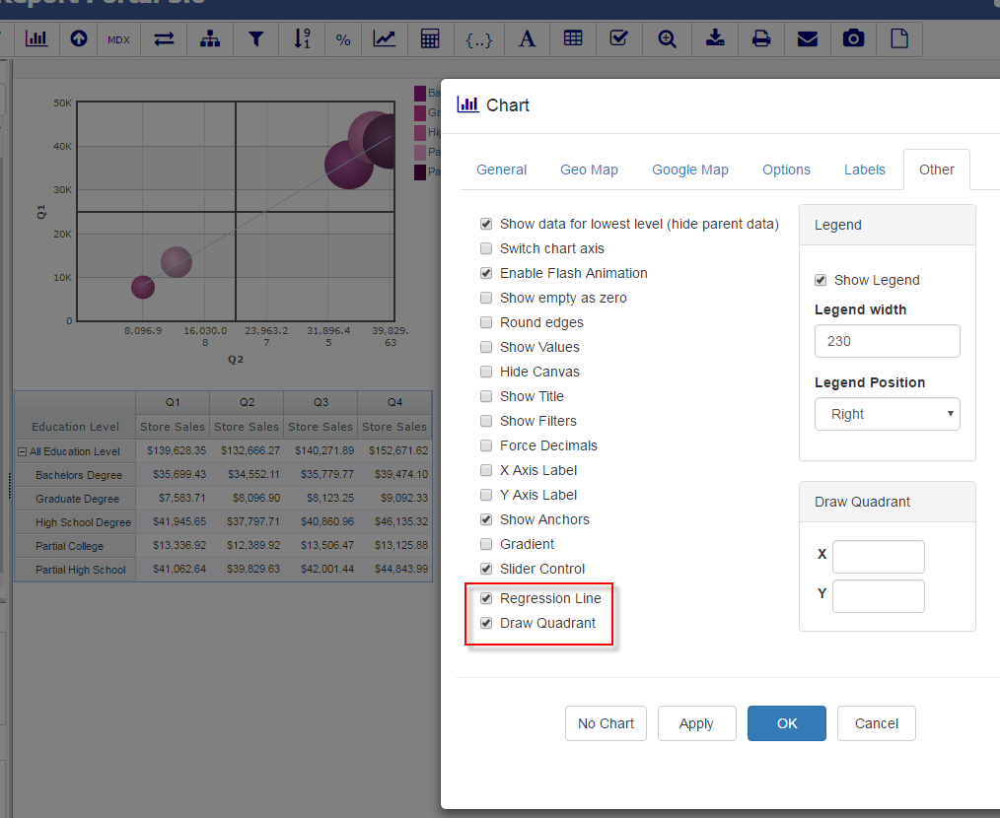 Report Portal
MDX
%
{..}
A
Chart
General Geo Map Google Map Options Labels Other
Show data for lowest level (hide parent data)
Switch chart axis
Enable Flash Animation
Show empty as zero
Round edges
Show Values
Hide Canvas
Show Title
Show Filters
Force Decimals
X Axis Label
Y Axis Label
Show Anchors
Gradient
Slider Control
Regression Line
Draw Quadrant
Legend
Show Legend
Legend width
230
Legend Position
Right
Draw Quadrant
X
Y
No Chart Apply OK Cancel
50K
40K
30K
20K
10K
0
Q1
8,096.9 16,030.0 23,963.2 31,896.4 39,829.
8 7 5 63
Q2
Ba
Gr
Hig
Pa
Pa
Q1 Q2 Q3 Q4
Education Level Store Sales Store Sales Store Sales Store Sales
All Education Level $139,628.35 $132,666.27 $140,271.89 $152,671.62
Bachelors Degree $35,699.43 $34,552.11 $35,779.77 $39,474.10
Graduate Degree $7,583.71 $8,096.90 $8,123.25 $9,092.33
High School Degree $41,945.65 $37,797.71 $40,860.96 $46,135.32
Partial College $13,336.92 $12,389.92 $13,506.47 $13,125.88
Partial High School $41,062.64 $39,829.63 $42,001.44 $44,843.99